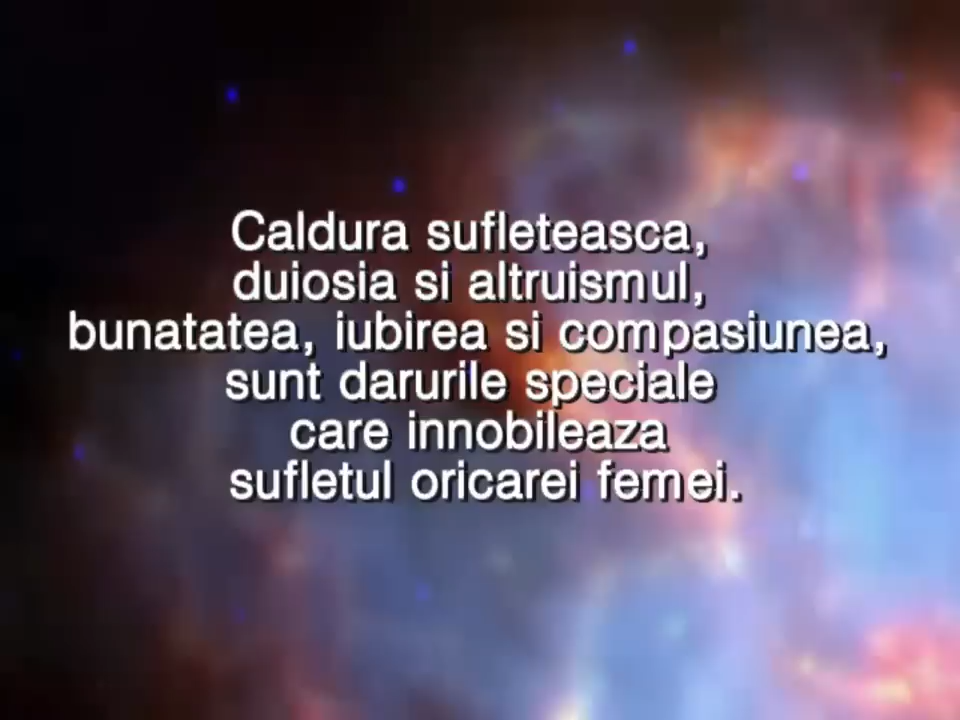 Caldura sufleteasca,
duiosia si altruismul,
bunatatea, iubirea si compasiunea,
sunt darurile speciale
care innobileaza
sufletul oricarei femei.